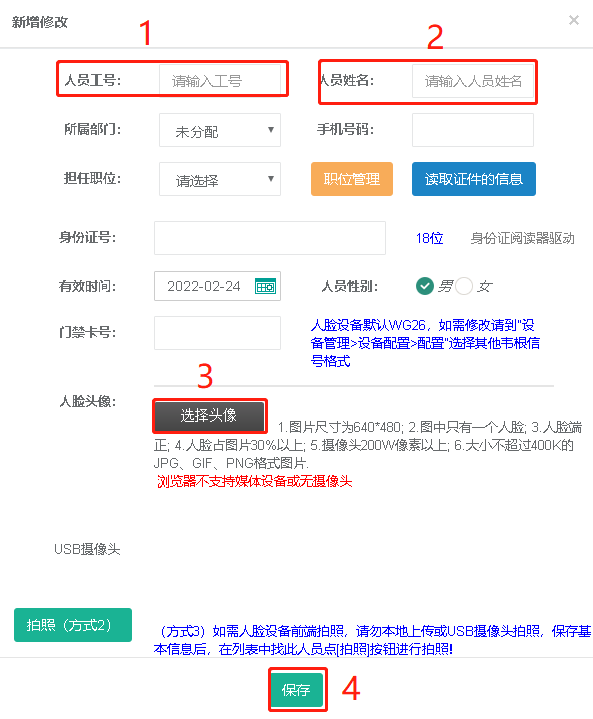 新增修改
×
1
2
人员工号： 请输入工号 人员姓名： 请输入人员姓名
所属部门： 未分配 手机号码：
担任职位： 请选择 职位管理 读取证件的信息
身份证号： 18位 身份证阅读器驱动
有效时间： 2022-02-24 人员性别： 男 女
门禁卡号： 人脸设备默认WG26，如需修改请到"设
备管理>设备配置>配置"选择其他韦根信
号格式
3
人脸头像： 选择头像
1.图片尺寸为640*480; 2.图中只有一个人脸; 3.人脸端
正; 4.人脸占图片30%以上; 5.摄像头200W像素以上; 6.大小不超过400K的
JPG、GIF、PNG格式图片.
浏览器不支持媒体设备或无摄像头
USB摄像头
拍照（方式2）
（方式3）如需人脸设备前端拍照，请勿本地上传或USB摄像头拍照，保存基
本信息后，在列表中找此人员点[拍照]按钮进行拍照!
保存
4